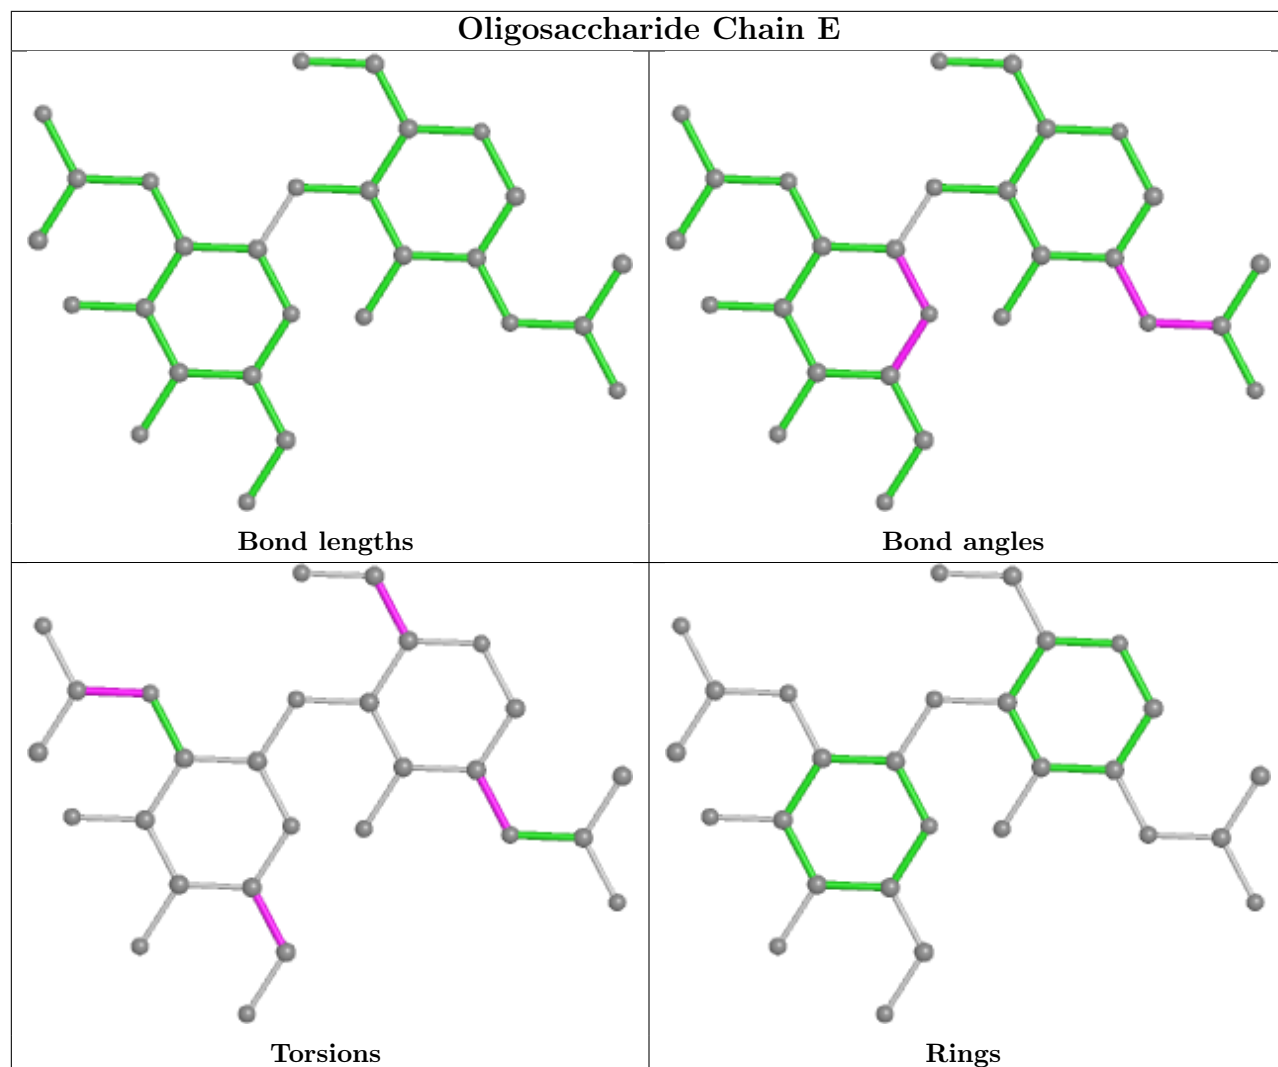 Oligosaccharide Chain E
Bond lengths
Bond angles
Torsions
Rings